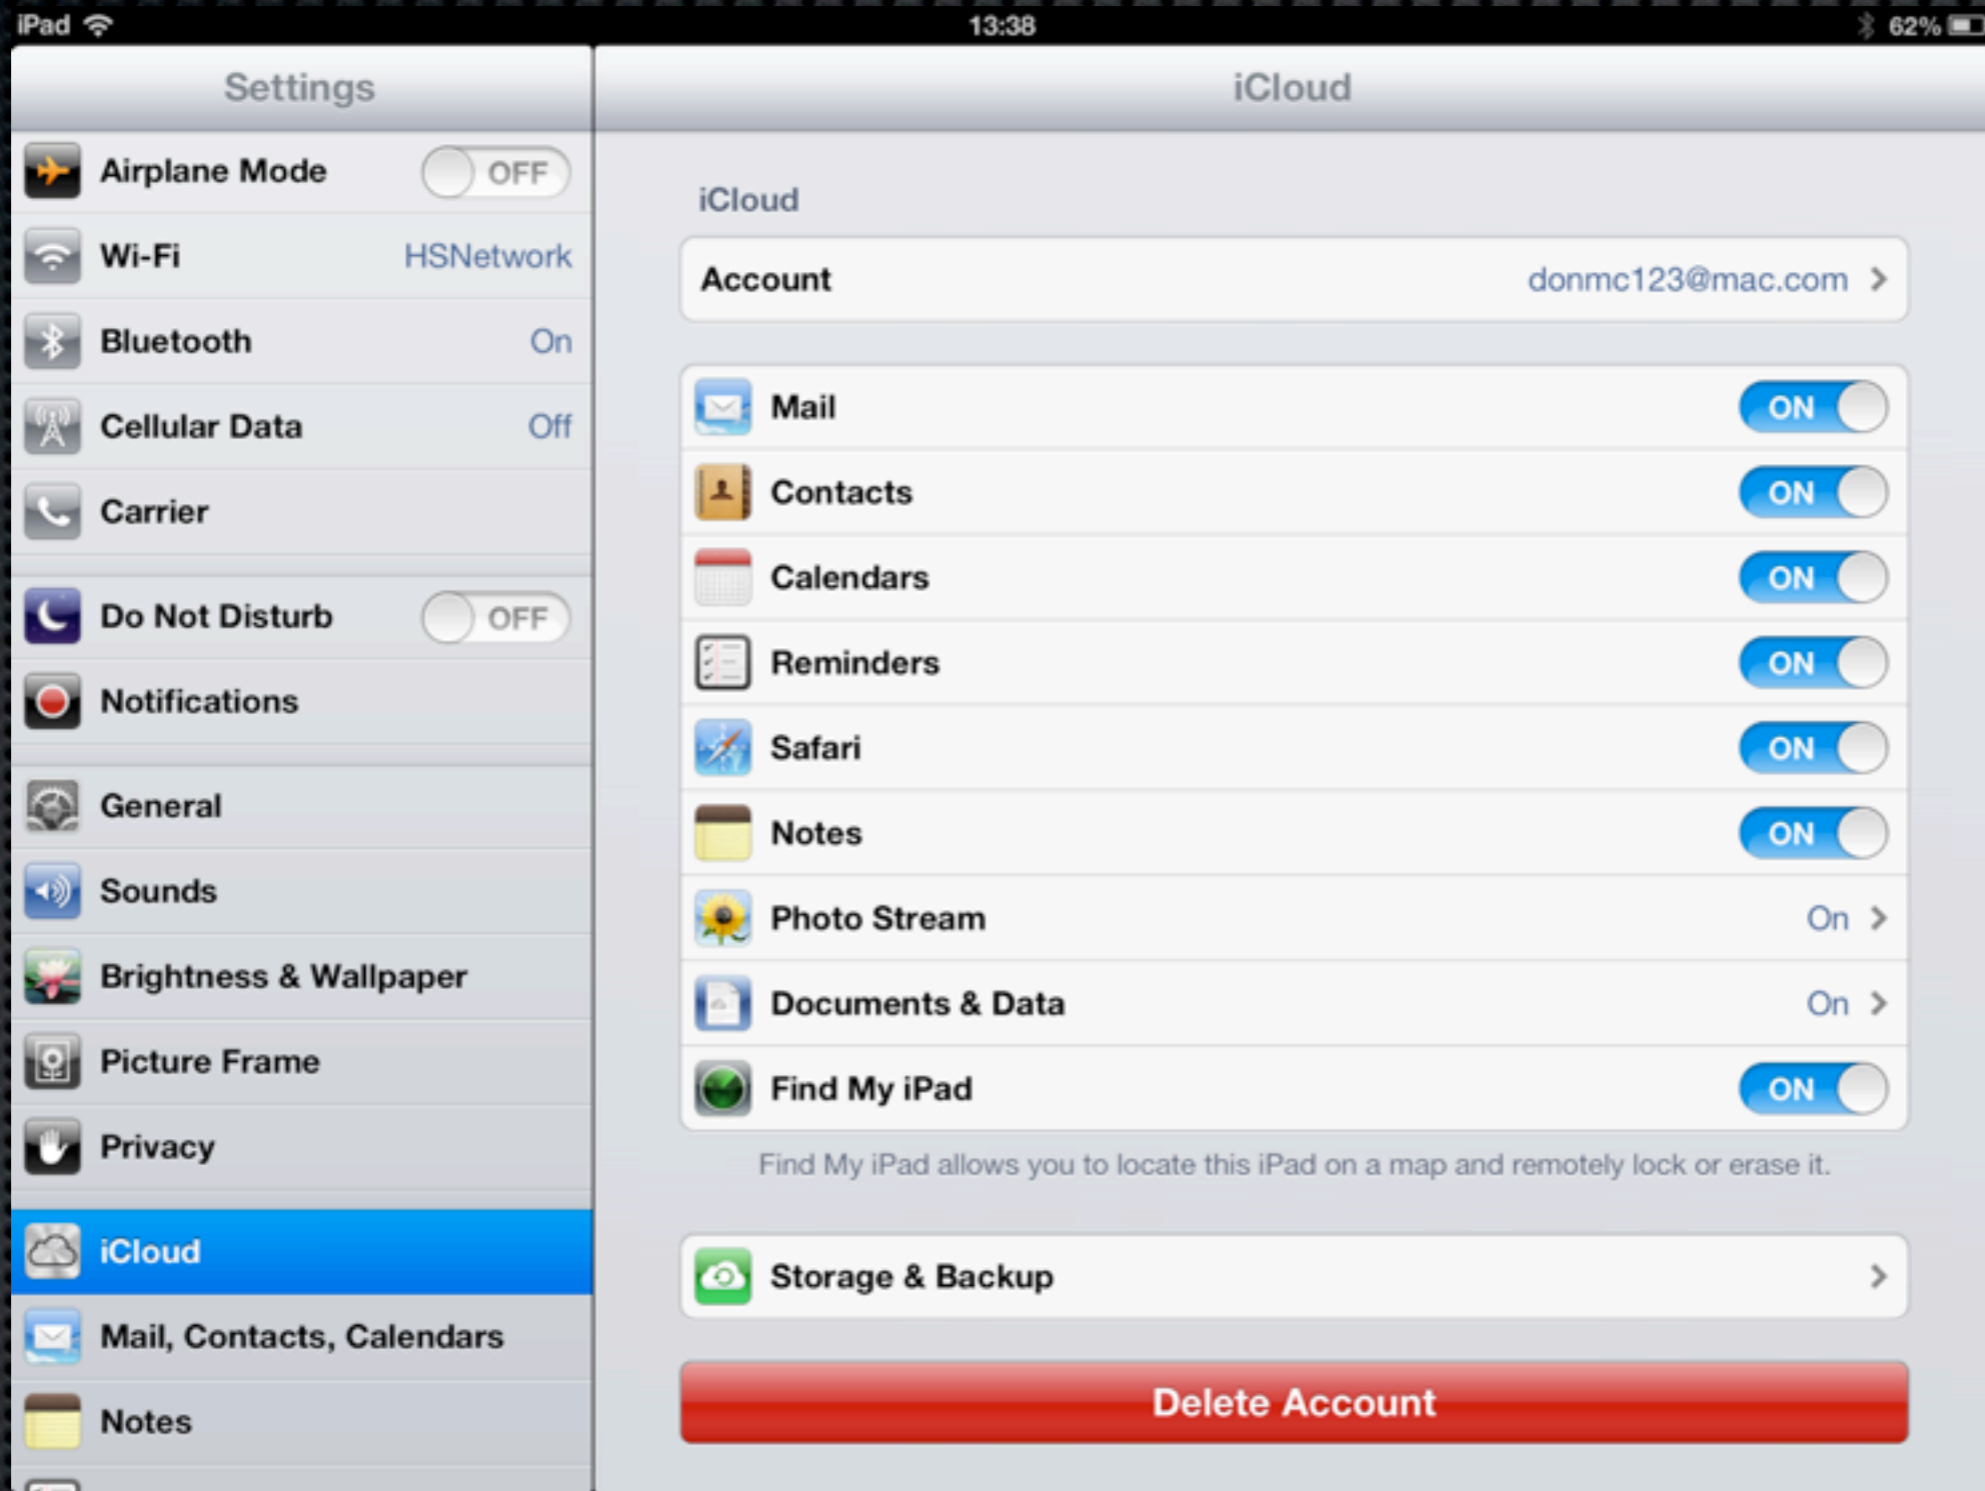 iPad 13:38 62%
Settings
Airplane Mode OFF
Wi-Fi HSNetwork
Bluetooth On
Cellular Data Off
Carrier
Do Not Disturb OFF
Notifications
General
Sounds
Brightness & Wallpaper
Picture Frame
Privacy
iCloud
Mail, Contacts, Calendars
Notes
iCloud
iCloud
Account donmc123@mac.com
Mail ON
Contacts ON
Calendars ON
Reminders ON
Safari ON
Notes ON
Photo Stream On
Documents & Data On
Find My iPad ON
Find My iPad allows you to locate this iPad on a map and remotely lock or erase it.
Storage & Backup
Delete Account